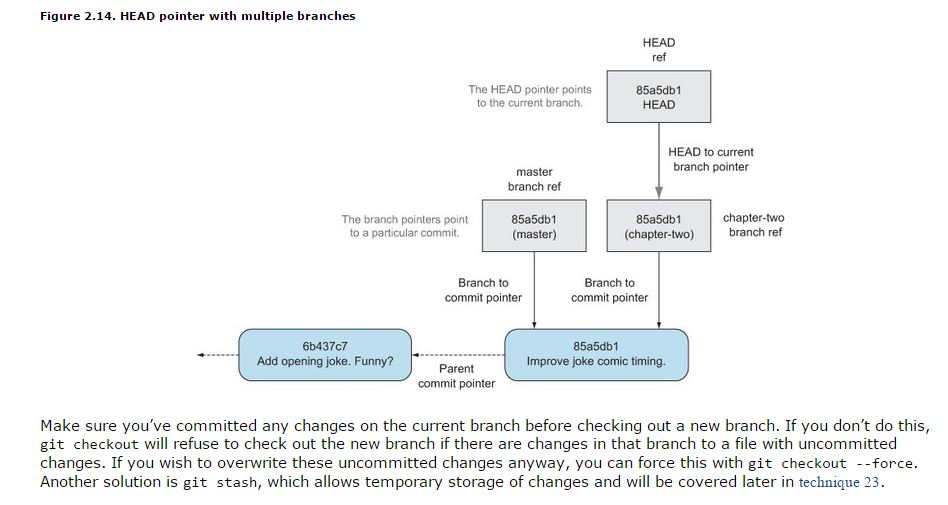 Figure 2.14. HEAD pointer with multiple branches
HEAD
ref
The HEAD pointer points
to the current branch.
85a5db1
HEAD
HEAD to current
branch pointer
master
branch ref
The branch pointers point
to a particular commit.
85a5db1
(master)
85a5db1
(chapter-two)
chapter-two
branch ref
Branch to
commit pointer
Branch to
commit pointer
6b437c7
Add opening joke. Funny?
Parent
commit pointer
85a5db1
Improve joke comic timing.
Make sure you’ve committed any changes on the current branch before checking out a new branch. If you don’t do this,
git checkout will refuse to check out the new branch if there are changes in that branch to a file with uncommitted
changes. If you wish to overwrite these uncommitted changes anyway, you can force this with git checkout --force.
Another solution is git stash, which allows temporary storage of changes and will be covered later in technique 23.